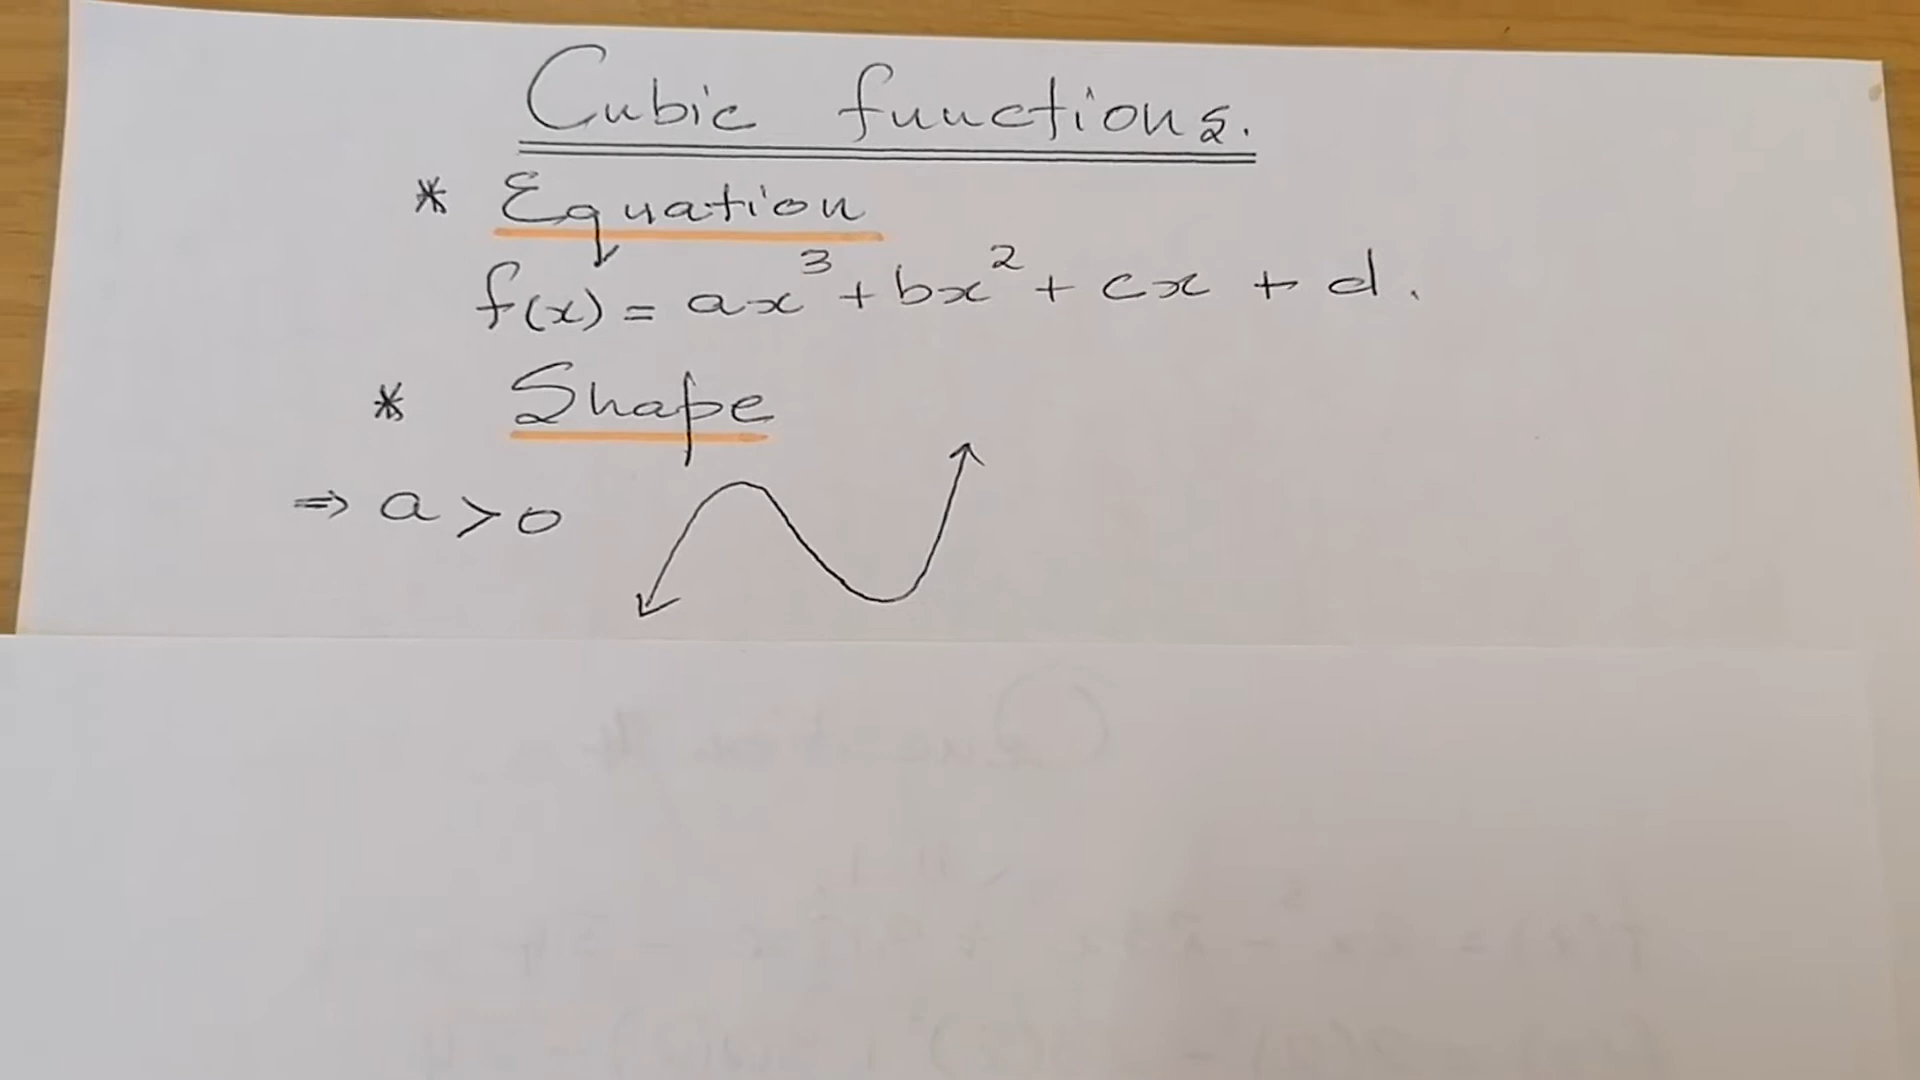 Cubic functions.
* Equation
f(x) = ax³ + bx² + cx + d.
* Shape
⇒ a > 0